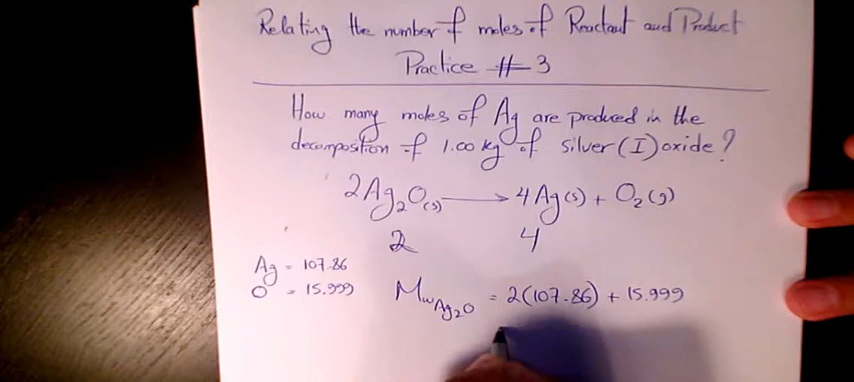 Relating the number of moles of Reactant and Product
Practice # 3
How many moles of Ag are produced in the
decomposition of 1.00 kg of silver (I) oxide?
2Ag₂O(s) → 4Ag(s) + O₂(g)
2 4
Ag = 107.86
O = 15.999
Mw Ag₂O = 2(107.86) + 15.999